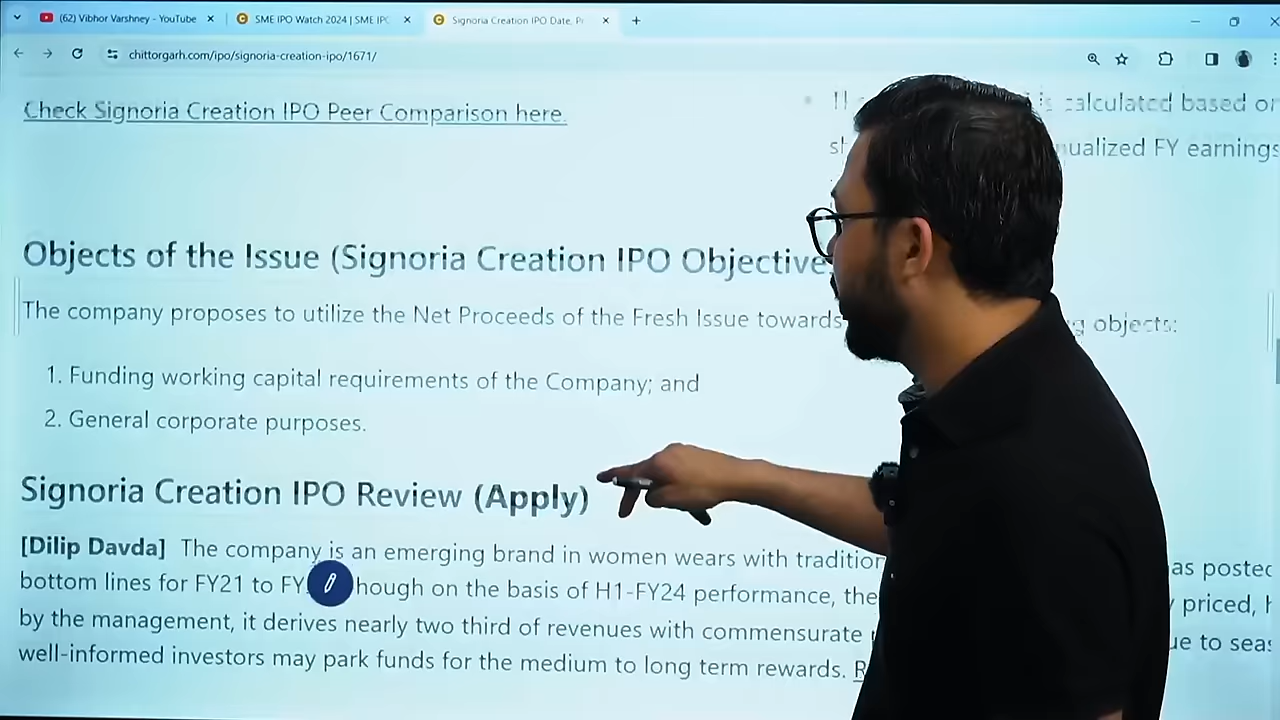 (62) Vibhor Varshney - YouTube
SME IPO Watch 2024 | SME IPC
Signoria Creation IPO Date, Pr
chittorgarh.com/ipo/signoria-creation-ipo/1671/
Check Signoria Creation IPO Peer Comparison here.
calculated based on
ualized FY earnings
Objects of the Issue (Signoria Creation IPO Objective
The company proposes to utilize the Net Proceeds of the Fresh Issue towards objects:
1. Funding working capital requirements of the Company; and
2. General corporate purposes.
Signoria Creation IPO Review (Apply)
[Dilip Davda] The company is an emerging brand in women wears with tradition as posted
bottom lines for FY21 to FY hough on the basis of H1-FY24 performance, the priced, h
by the management, it derives nearly two third of revenues with commensurate ue to seas
well-informed investors may park funds for the medium to long term rewards. R